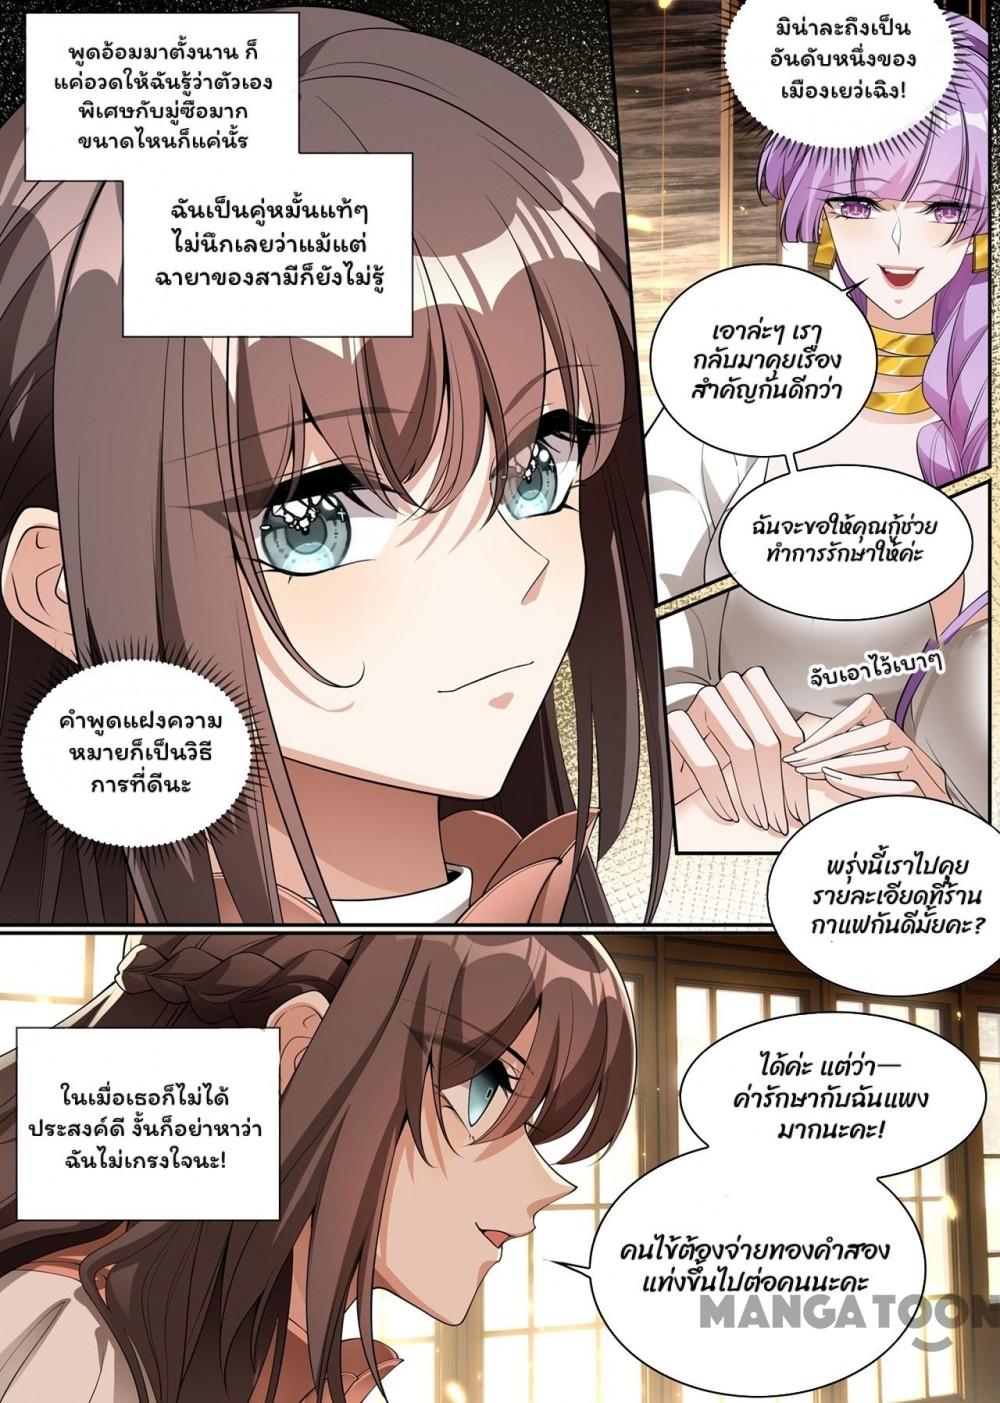 พูดอ้อมมาตั้งนาน ก็
แค่อวดให้ฉันรู้ว่าตัวเอง
พิเศษกับมู่ซือมาก
ขนาดไหนก็แค่นั้ร
ฉันเป็นคู่หมั้นแท้ๆ
ไม่นึกเลยว่าแม้แต่
ฉายาของสามีก็ยังไม่รู้
มิน่าละถึงเป็น
อันดับหนึ่งของ
เมืองเยว่เฉิง!
เอาล่ะๆ เรา
กลับมาคุยเรื่อง
สำคัญกันดีกว่า
ฉันจะขอให้คุณกู้ช่วย
ทำการรักษาให้ค่ะ
จับเอาไว้เบาๆ
คำพูดแฝงความ
หมายก็เป็นวิธี
การที่ดีนะ
พรุ่งนี้เราไปคุย
รายละเอียดที่ร้าน
กาแฟกันดีมั้ยคะ?
ในเมื่อเธอก็ไม่ได้
ประสงค์ดี งั้นก็อย่าหาว่า
ฉันไม่เกรงใจนะ!
ได้ค่ะ แต่ว่า—
ค่ารักษากับฉันแพง
มากนะคะ!
คนไข้ต้องจ่ายทองคำสอง
แท่งขึ้นไปต่อคนนะคะ
MANGATOON